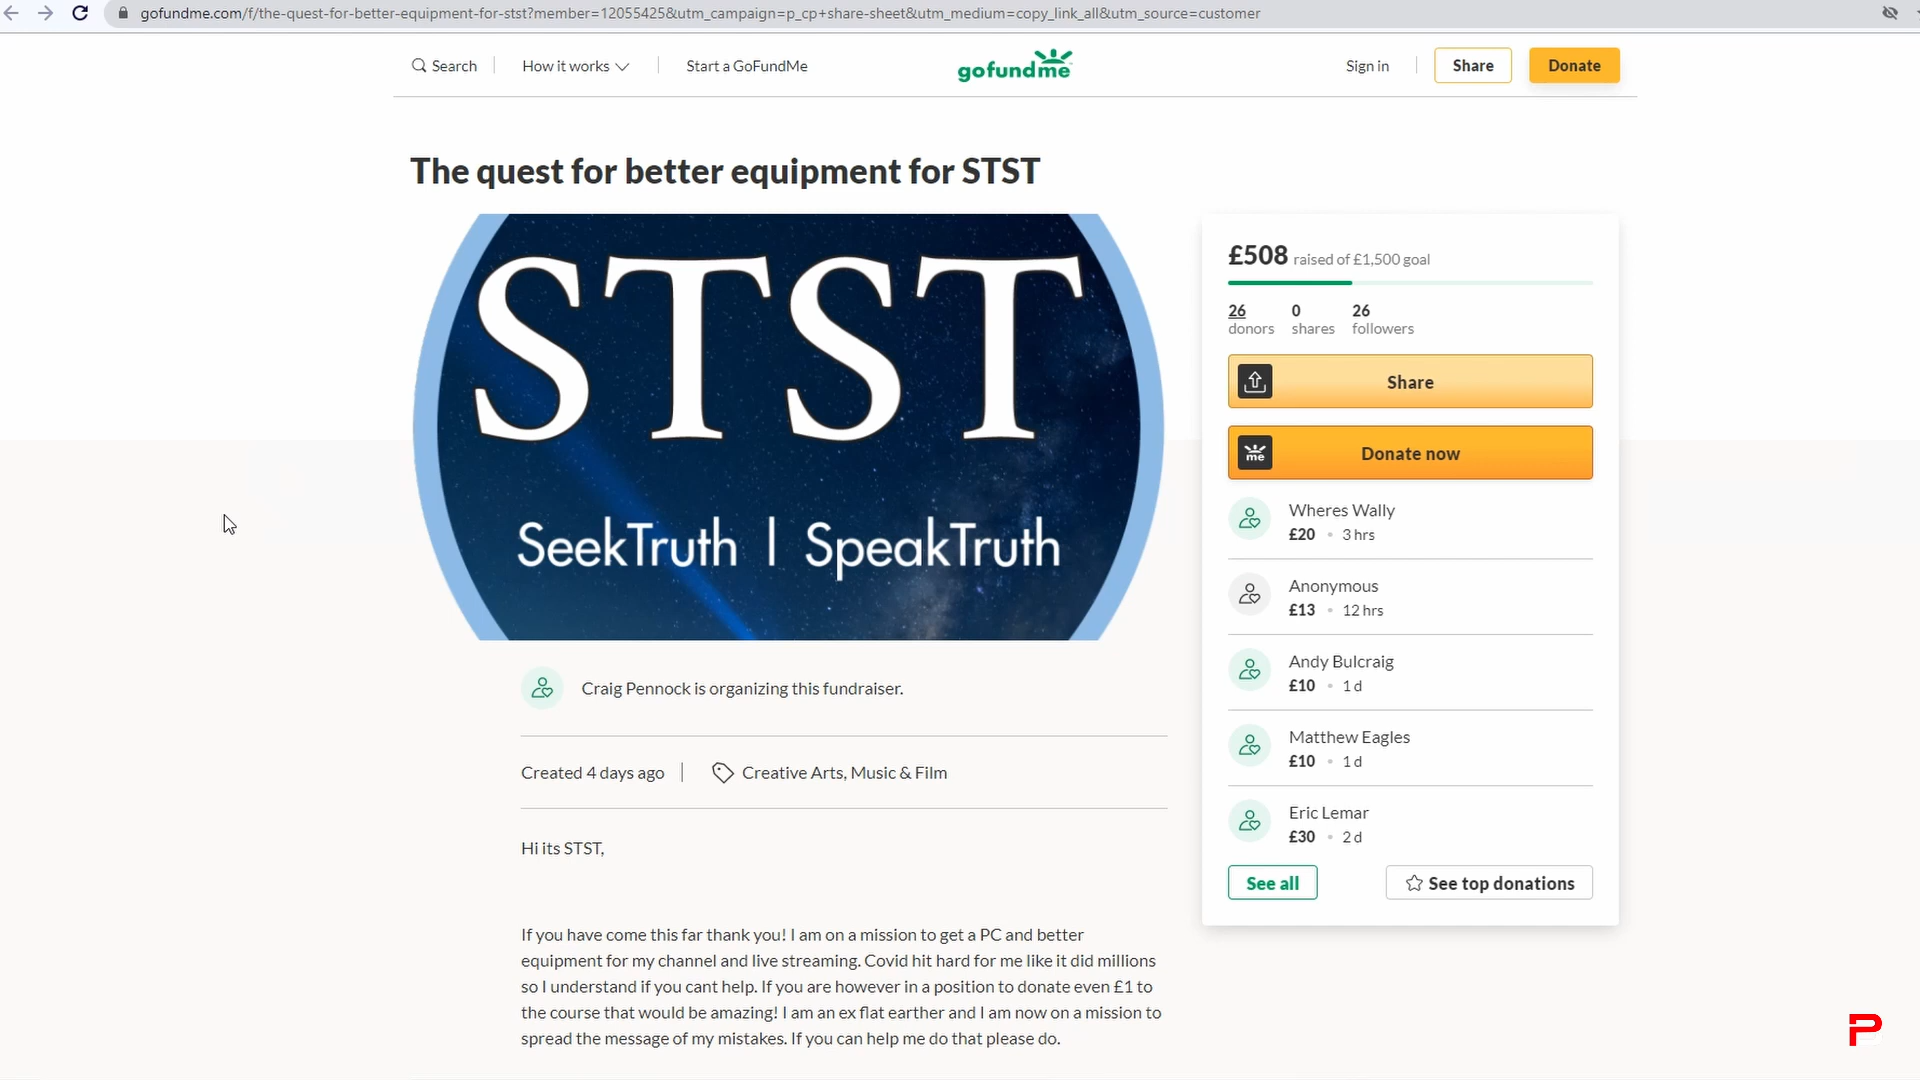 gofundme.com/f/the-quest-for-better-equipment-for-stst?member=12055425&utm_campaign=p_cp+share-sheet&utm_medium=copy_link_all&utm_source=customer
Search
How it works
Start a GoFundMe
gofundme
Sign in
Share
Donate
The quest for better equipment for STST
STST
SeekTruth | SpeakTruth
£508 raised of £1,500 goal
26 0 26
donors shares followers
Share
me
Donate now
Wheres Wally
£20 • 3 hrs
Anonymous
£13 • 12 hrs
Andy Bulcraig
£10 • 1 d
Matthew Eagles
£10 • 1 d
Eric Lemar
£30 • 2 d
See all
See top donations
Craig Pennock is organizing this fundraiser.
Created 4 days ago | Creative Arts, Music & Film
Hi its STST,
If you have come this far thank you! I am on a mission to get a PC and better
equipment for my channel and live streaming. Covid hit hard for me like it did millions
so I understand if you cant help. If you are however in a position to donate even £1 to
the course that would be amazing! I am an ex flat earther and I am now on a mission to
spread the message of my mistakes. If you can help me do that please do.
P